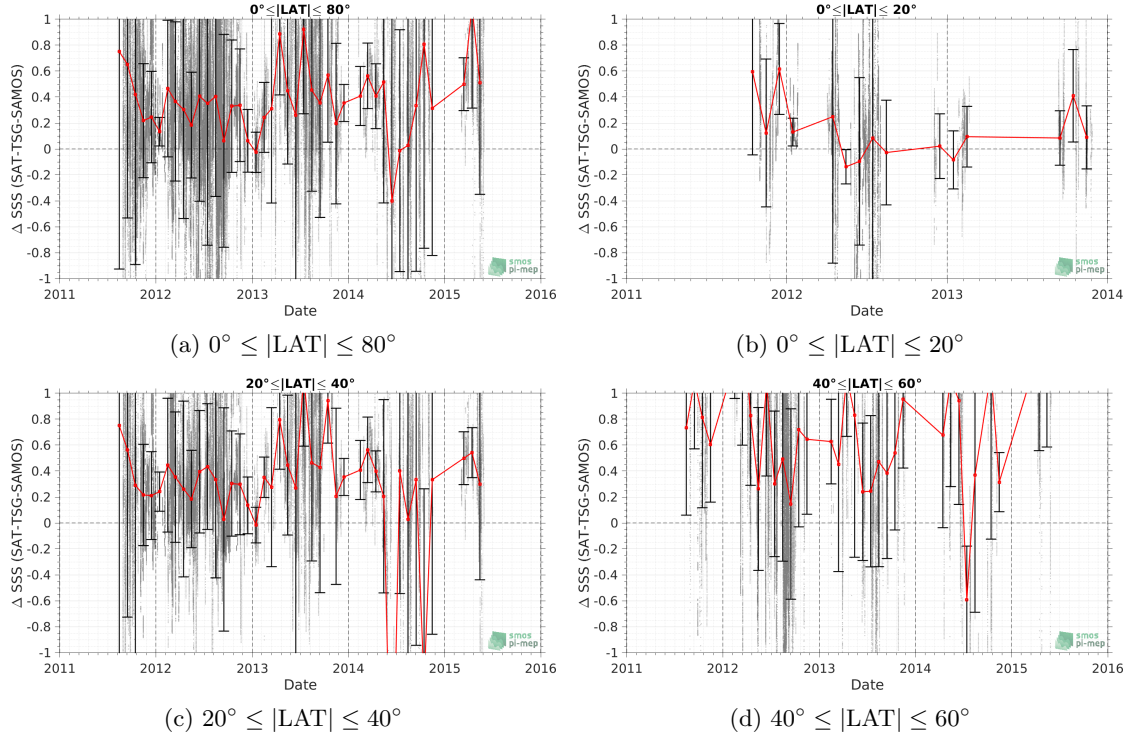 0°≤|LAT|≤ 80°
Δ SSS (SAT-TSG-SAMOS)
1
0.8
0.6
0.4
0.2
0
-0.2
-0.4
-0.6
-0.8
-1
2011 2012 2013 2014 2015 2016
Date
smos
pi-mep
(a) 0° ≤ |LAT| ≤ 80°
0°≤|LAT|≤ 20°
Δ SSS (SAT-TSG-SAMOS)
1
0.8
0.6
0.4
0.2
0
-0.2
-0.4
-0.6
-0.8
-1
2011 2012 2013 2014
Date
smos
pi-mep
(b) 0° ≤ |LAT| ≤ 20°
20°≤|LAT|≤ 40°
Δ SSS (SAT-TSG-SAMOS)
1
0.8
0.6
0.4
0.2
0
-0.2
-0.4
-0.6
-0.8
-1
2011 2012 2013 2014 2015 2016
Date
smos
pi-mep
(c) 20° ≤ |LAT| ≤ 40°
40°≤|LAT|≤ 60°
Δ SSS (SAT-TSG-SAMOS)
1
0.8
0.6
0.4
0.2
0
-0.2
-0.4
-0.6
-0.8
-1
2011 2012 2013 2014 2015 2016
Date
smos
pi-mep
(d) 40° ≤ |LAT| ≤ 60°